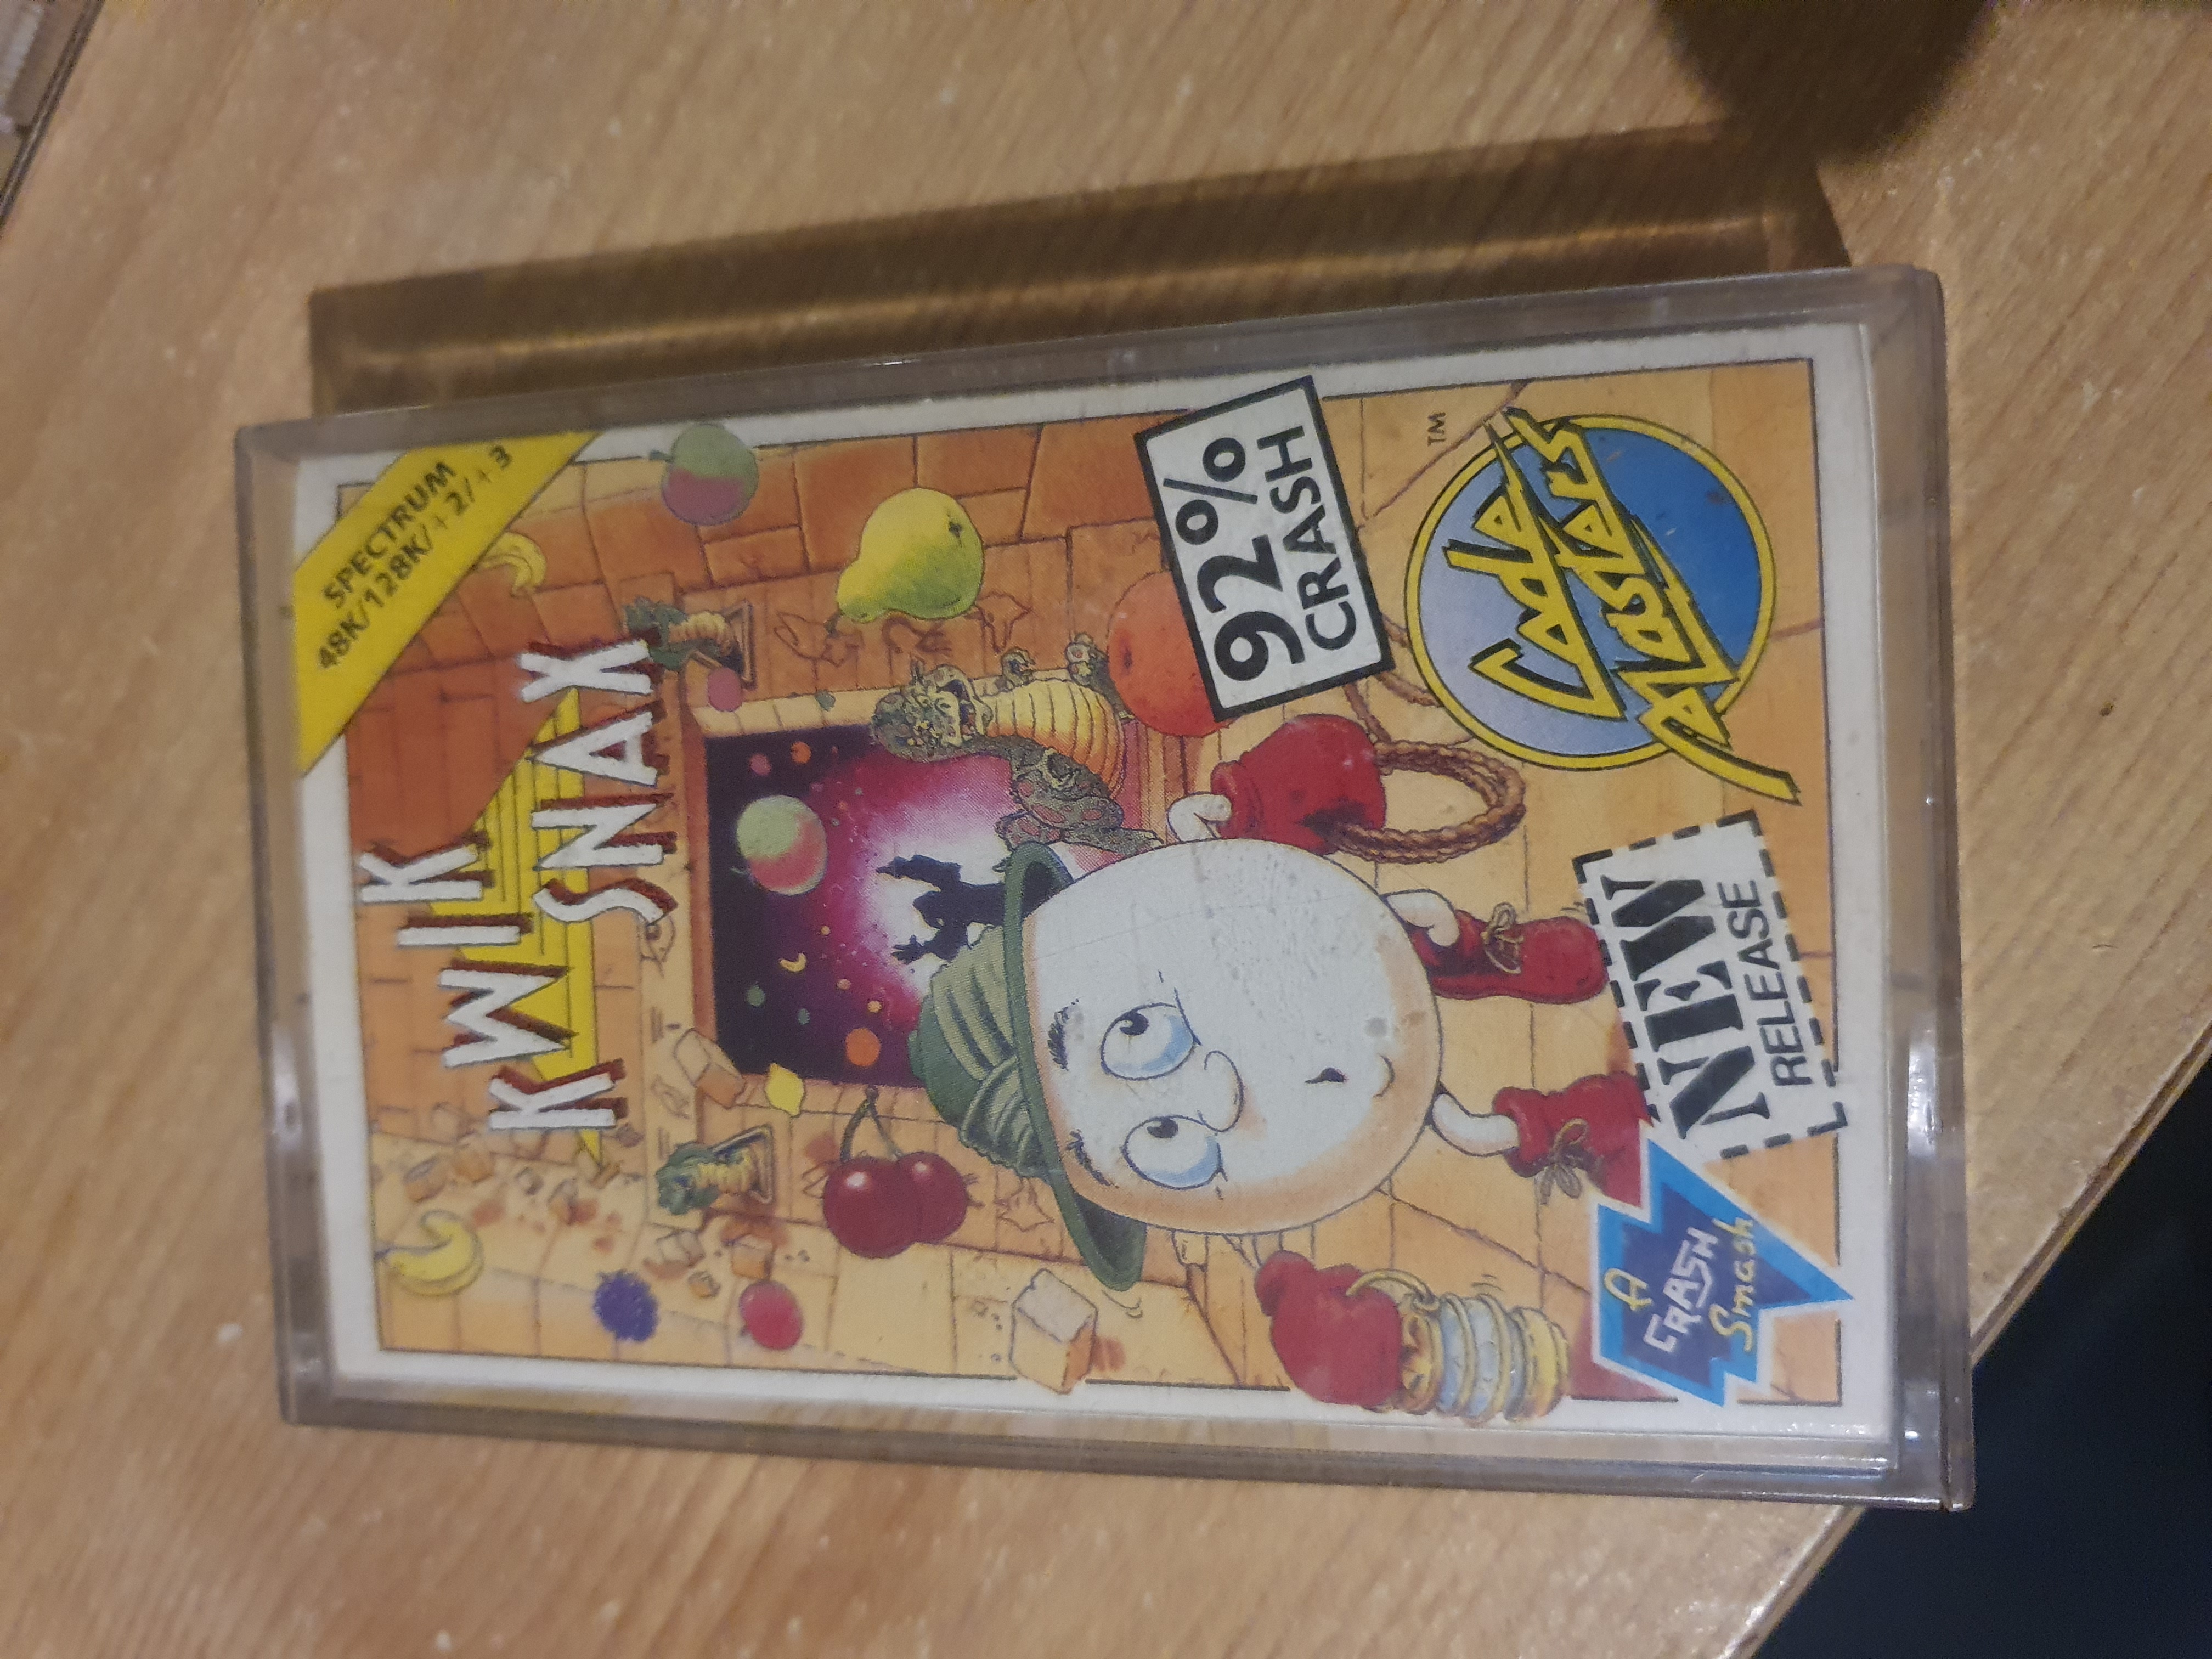 SPECTRUM
48K/128K/+2/+3
KWIK
SNAX
92%
CRASH
TM
Code
Masters
NEW
RELEASE
A
CRASH
Smash